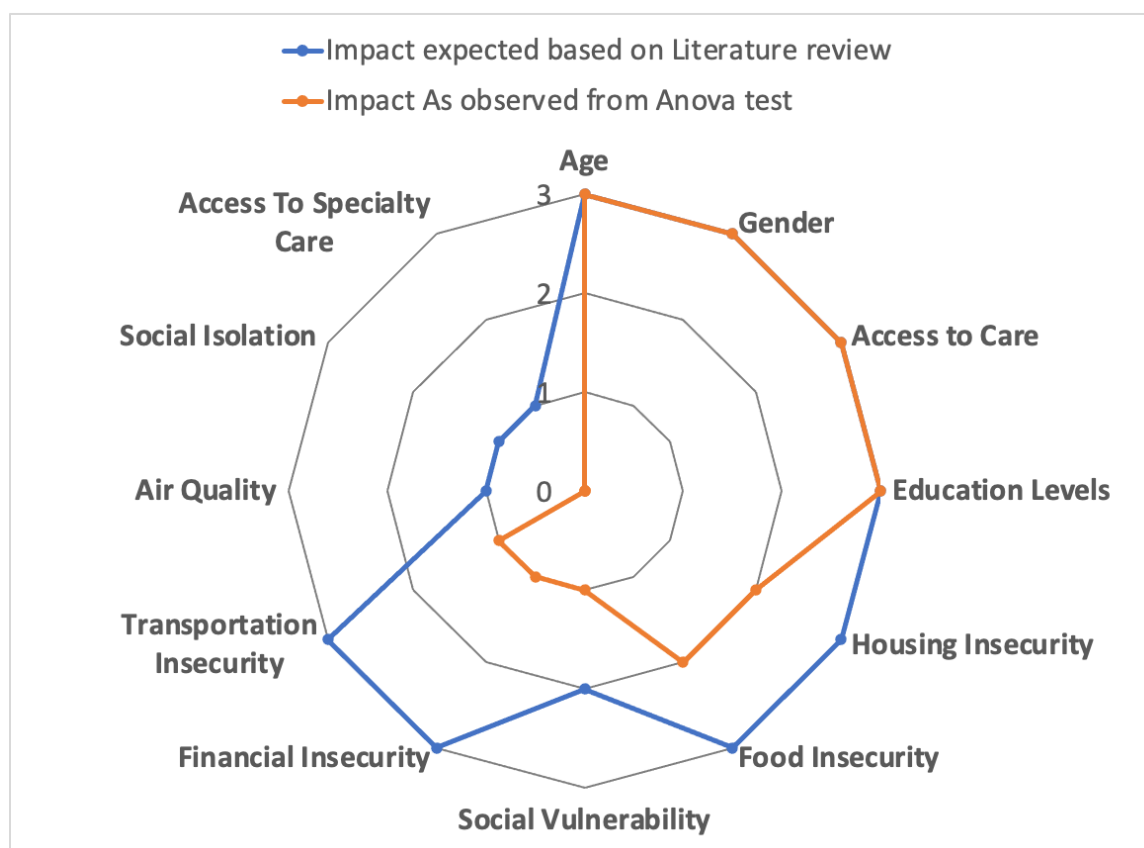 Impact expected based on Literature review
Impact As observed from Anova test
Age
Access To Specialty
Care
3
Gender
2
Social Isolation
Access to Care
1
Air Quality
0
Education Levels
Transportation
Insecurity
Housing Insecurity
Financial Insecurity
Food Insecurity
Social Vulnerability